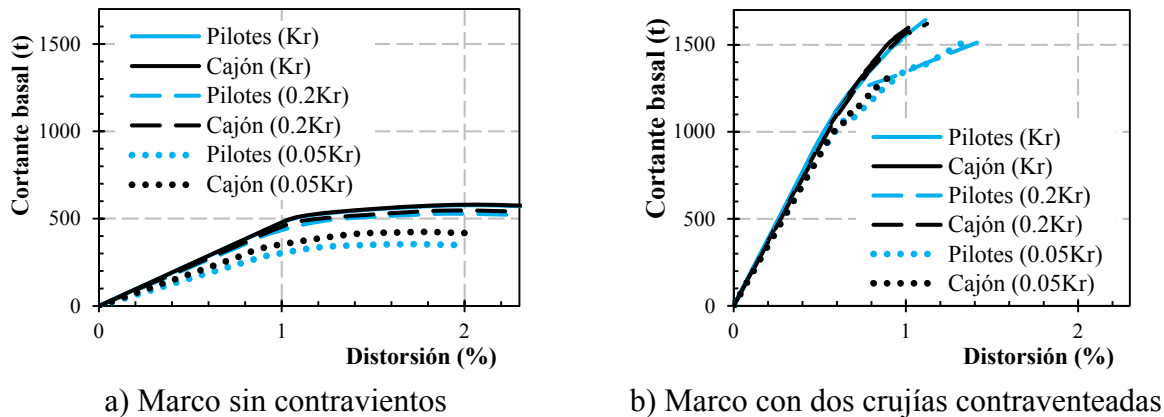 Cortante basal (t)
1500
1000
500
0
Pilotes (Kr)
Cajón (Kr)
Pilotes (0.2Kr)
Cajón (0.2Kr)
Pilotes (0.05Kr)
Cajón (0.05Kr)
0 1 2
Distorsión (%)
a) Marco sin contravientos
Cortante basal (t)
1500
1000
500
0
Pilotes (Kr)
Cajón (Kr)
Pilotes (0.2Kr)
Cajón (0.2Kr)
Pilotes (0.05Kr)
Cajón (0.05Kr)
0 1 2
Distorsión (%)
b) Marco con dos crujías contraventeadas